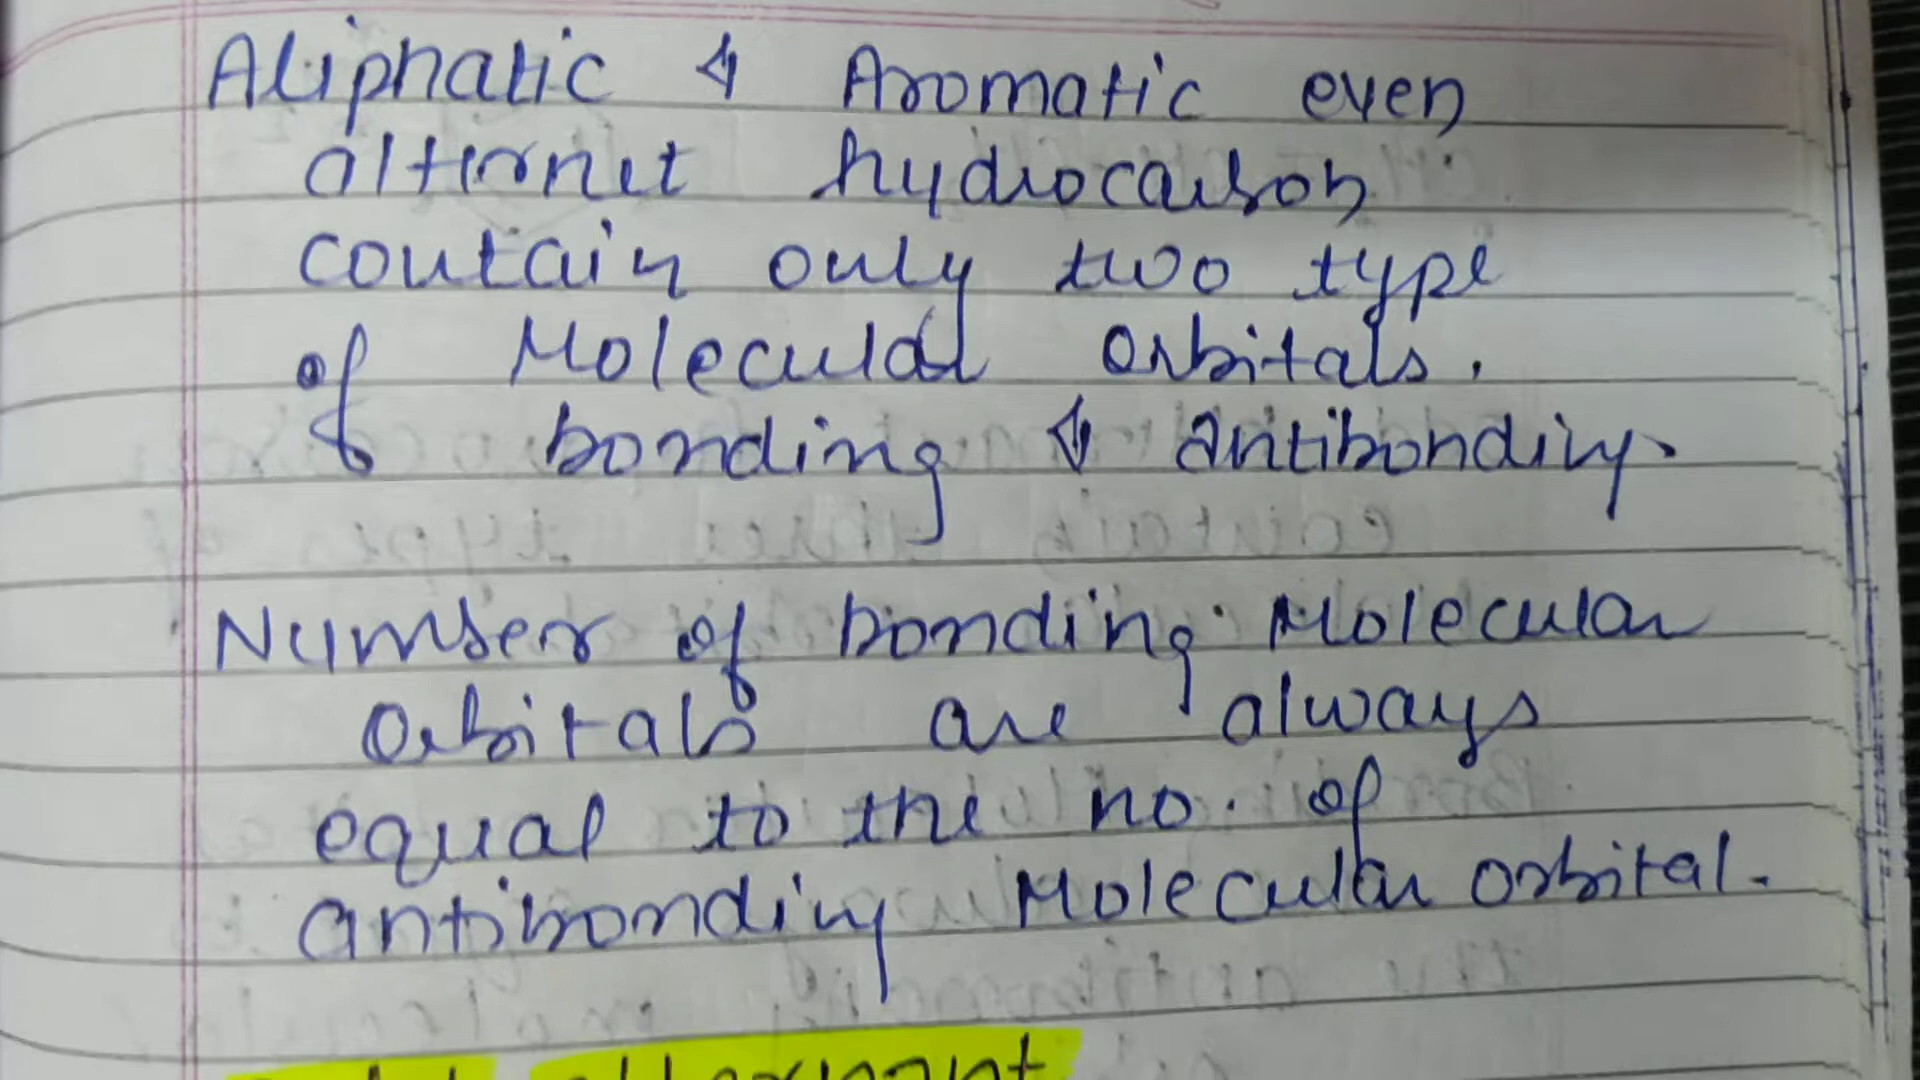 Aliphatic & Aromatic even
alternet hydrocarbon
contain only two type
of Molecular orbitals.
bonding & antibonding.
Number of bonding Molecular
Orbitals are always
equal to the no. of
antibonding Molecular orbital.